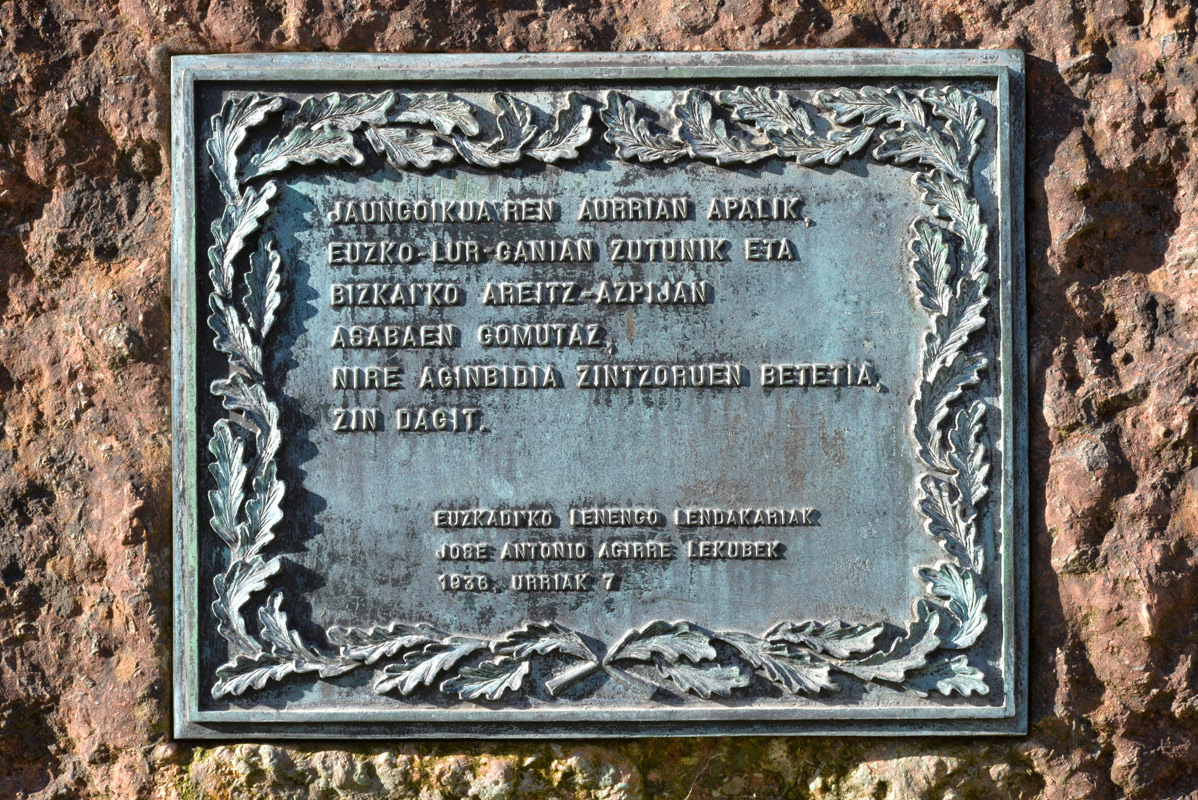 JAUNGOIKUA'REN AURRIAN APALIK,
EUZKO-LUR-GANIAN ZUTUNIK ETA
BIZKAI'KO AREITZ-AZPIJAN
ASABAEN GOMUTAZ,
NIRE AGINBIDIA ZINTZORUEN BETETIA,
ZIN DAGIT.
EUZKADI'KO LENENGO LENDAKARIAK
JOSE ANTONIO AGIRRE LEKUBEK
1936, URRIAK 7